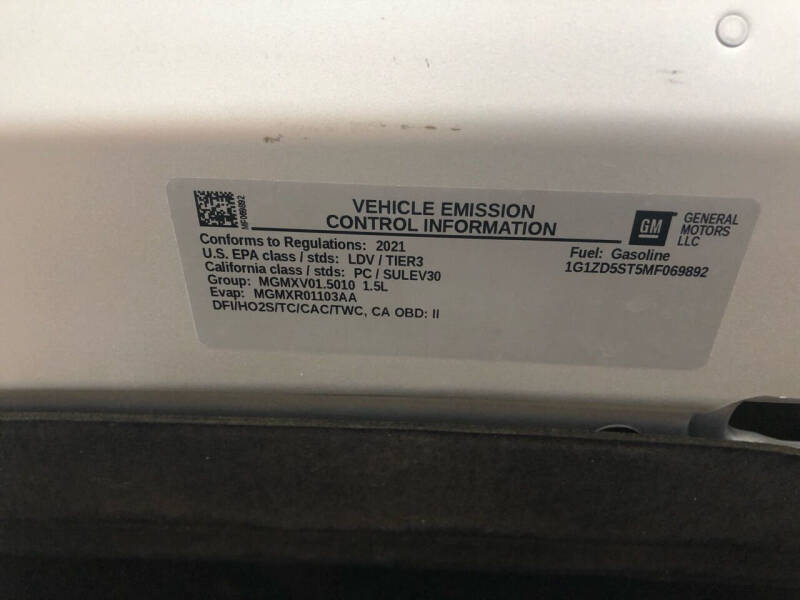 MF069892
VEHICLE EMISSION
CONTROL INFORMATION
GM
GENERAL
MOTORS
LLC
Conforms to Regulations: 2021
U.S. EPA class / stds: LDV / TIER3
California class / stds: PC / SULEV30
Group: MGMXV01.5010 1.5L
Evap: MGMXR01103AA
DFI/HO2S/TC/CAC/TWC, CA OBD: II
Fuel: Gasoline
1G1ZD5ST5MF069892